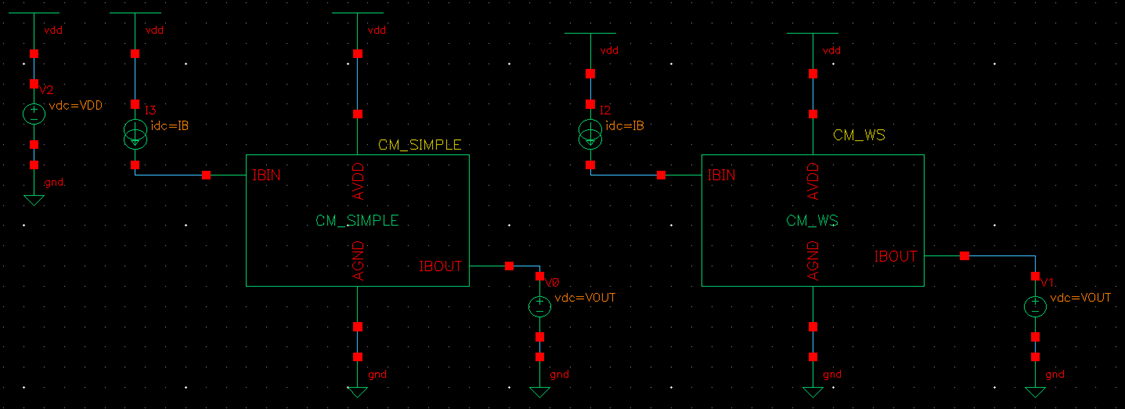 vdd
vdd
vdd
vdd
vdd
V2
vdc=VDD
gnd
I3
idc=IB
CM_SIMPLE
IBIN
AVDD
CM_SIMPLE
AGND
IBOUT
gnd
V0
vdc=VOUT
gnd
I2
idc=IB
CM_WS
IBIN
AVDD
CM_WS
AGND
IBOUT
gnd
V1
vdc=VOUT
gnd